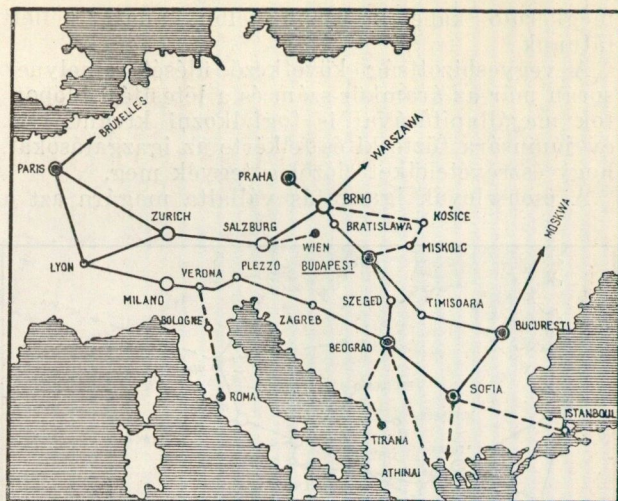 BRUXELLES
WARSZAWA
PARIS
PRAHA
BRNO
KOŠICE
ZURICH
SALZBURG
BRATISLAVA
MOSKWA
WIEN
MISKOLC
LYON
VERONA
PLEZZO
BUDAPEST
MILANO
SZEGED
TIMISOARA
BOLOGNE
ZAGREB
BUCURESTI
BEOGRAD
ROMA
SOFIA
ISTANBOUL
TIRANA
ATHINAI